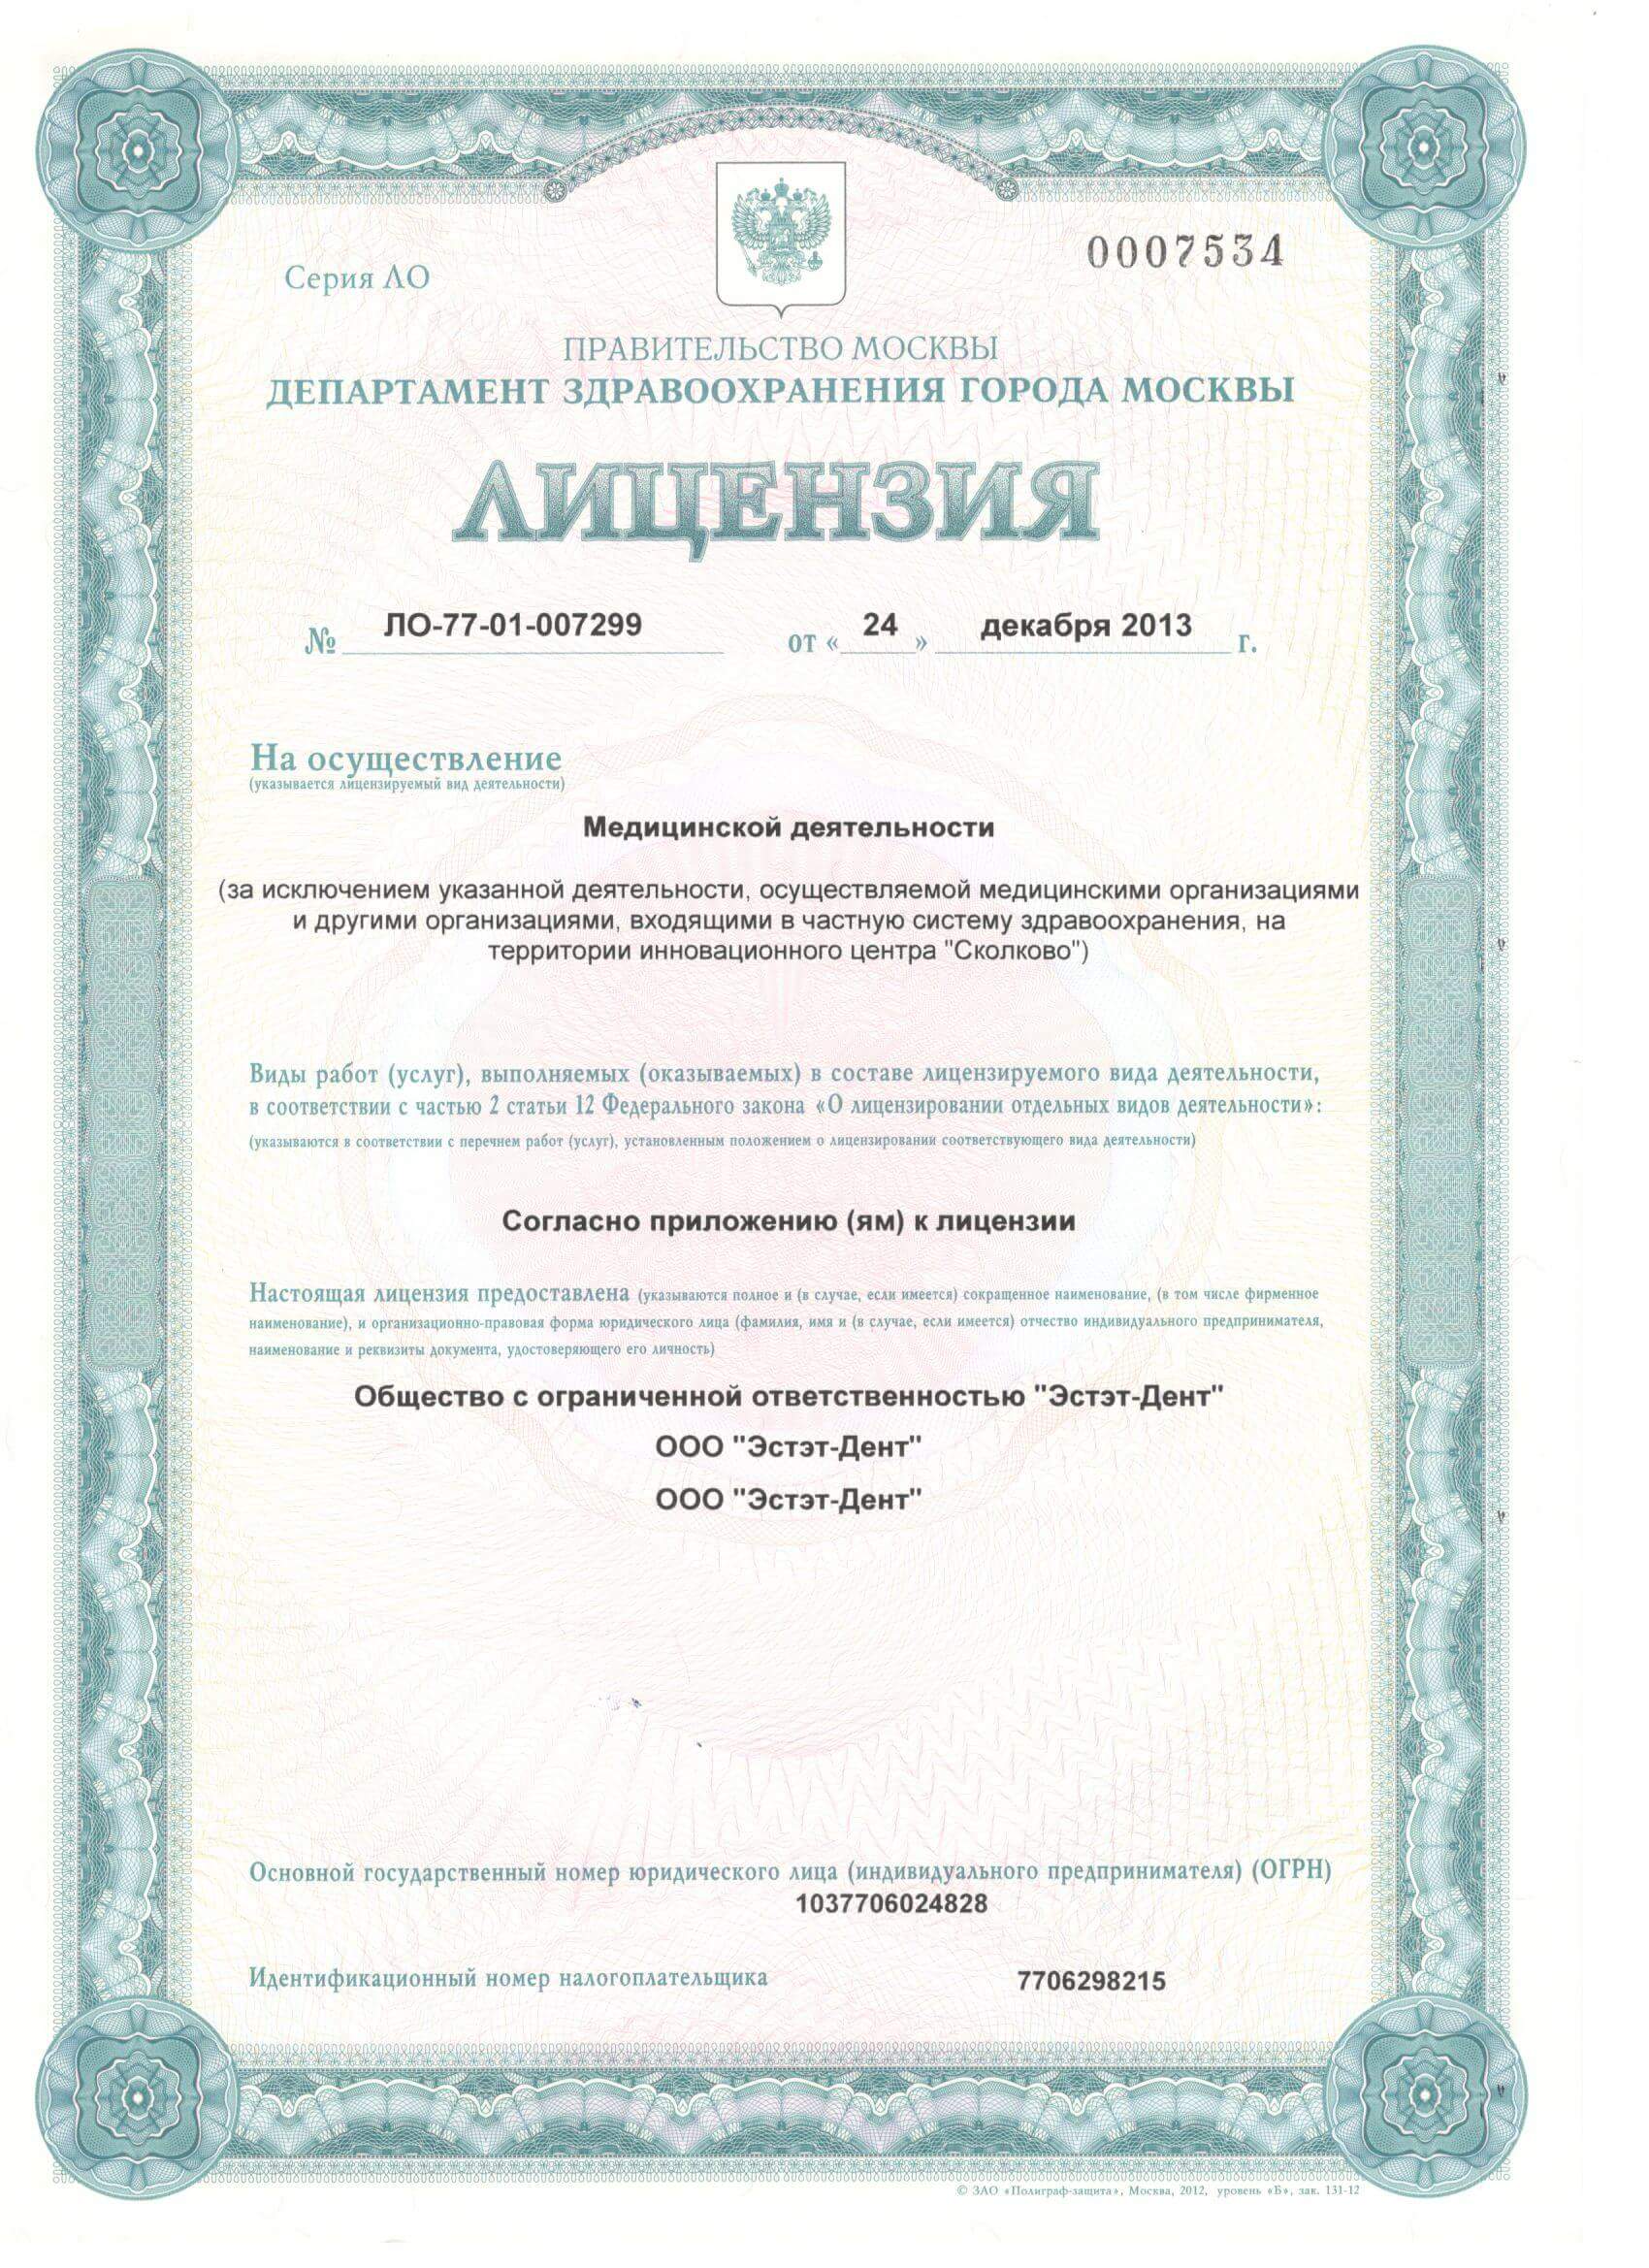 Серия ЛО
0007534
ПРАВИТЕЛЬСТВО МОСКВЫ
ДЕПАРТАМЕНТ ЗДРАВООХРАНЕНИЯ ГОРОДА МОСКВЫ
ЛИЦЕНЗИЯ
№ ЛО-77-01-007299 от « 24 » декабря 2013 г.
На осуществление
(указывается лицензируемый вид деятельности)
Медицинской деятельности
(за исключением указанной деятельности, осуществляемой медицинскими организациями
и другими организациями, входящими в частную систему здравоохранения, на
территории инновационного центра "Сколково")
Виды работ (услуг), выполняемых (оказываемых) в составе лицензируемого вида деятельности,
в соответствии с частью 2 статьи 12 Федерального закона «О лицензировании отдельных видов деятельности»:
(указываются в соответствии с перечнем работ (услуг), установленным положением о лицензировании соответствующего вида деятельности)
Согласно приложению (ям) к лицензии
Настоящая лицензия предоставлена (указываются полное и (в случае, если имеется) сокращенное наименование, (в том числе фирменное
наименование), и организационно-правовая форма юридического лица (фамилия, имя и (в случае, если имеется) отчество индивидуального предпринимателя,
наименование и реквизиты документа, удостоверяющего его личность)
Общество с ограниченной ответственностью "Эстэт-Дент"
ООО "Эстэт-Дент"
ООО "Эстэт-Дент"
Основной государственный номер юридического лица (индивидуального предпринимателя) (ОГРН)
1037706024828
Идентификационный номер налогоплательщика 7706298215
© ЗАО «Полиграф-защита», Москва, 2012, уровень «Б», зак. 131-12